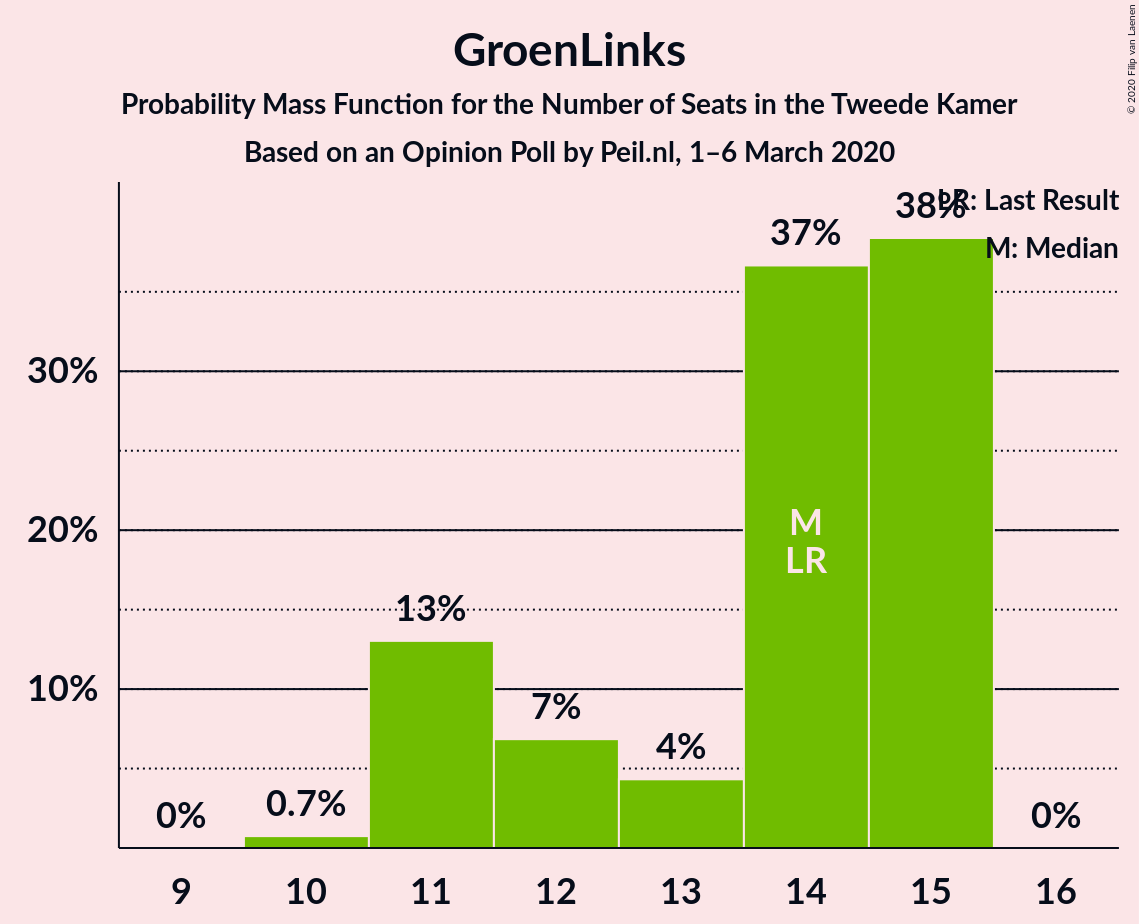 GroenLinks
Probability Mass Function for the Number of Seats in the Tweede Kamer
Based on an Opinion Poll by Peil.nl, 1–6 March 2020
© 2020 Filip van Laenen
LR: Last Result
M: Median
38%
37%
30%
20%
M
LR
13%
10%
7%
4%
0%
0.7%
0%
9 10 11 12 13 14 15 16